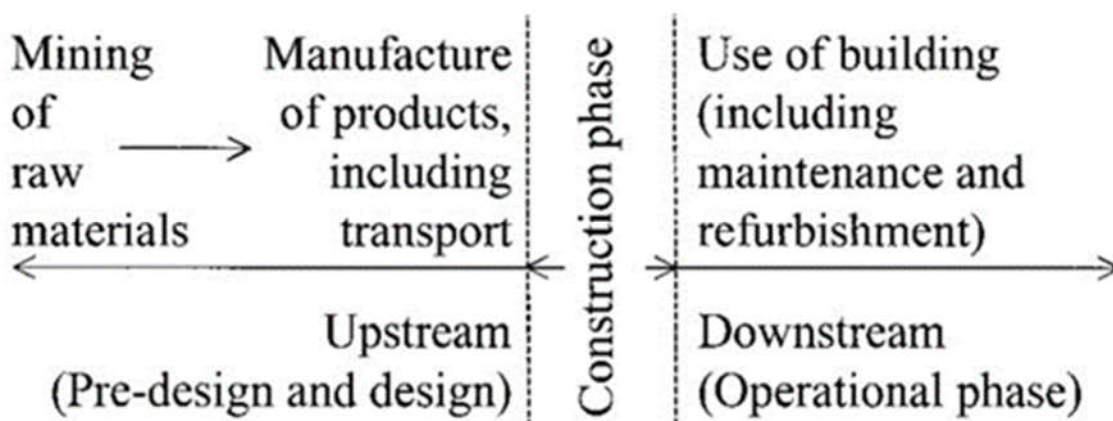 Mining
of
raw
materials
Manufacture
of products,
including
transport
Construction phase
Use of building
(including
maintenance and
refurbishment)
Upstream
(Pre-design and design)
Downstream
(Operational phase)